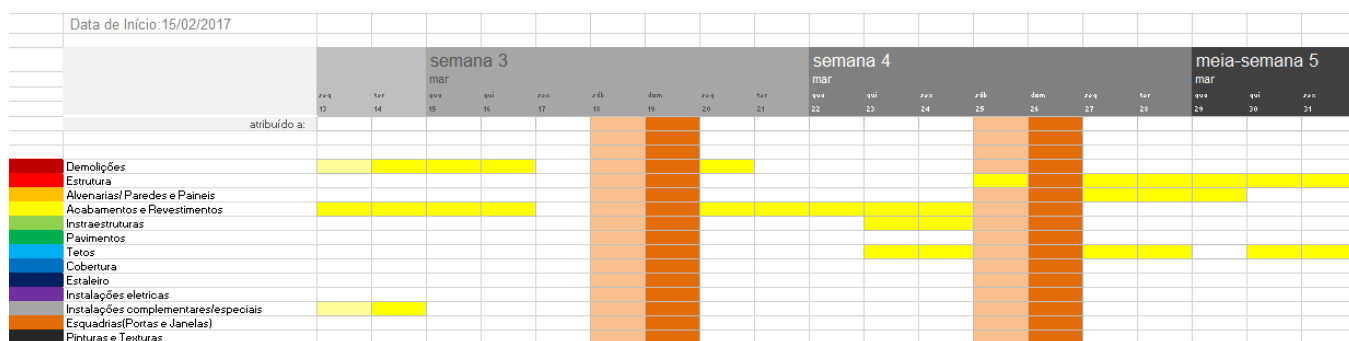 Data de Início:15/02/2017
semana 3 semana 4 meia-semana 5
mar mar mar
seg ter qua qui sex sáb dom seg ter qua qui sex sáb dom seg ter qua qui sex
13 14 15 16 17 18 19 20 21 22 23 24 25 26 27 28 29 30 31
atribuído a:
Demolições
Estrutura
Alvenarias/ Paredes e Paineis
Acabamentos e Revestimentos
Instraestruturas
Pavimentos
Tetos
Cobertura
Estaleiro
Instalações eletricas
Instalações complementares/especiais
Esquadrias(Portas e Janelas)
Pinturas e Texturas